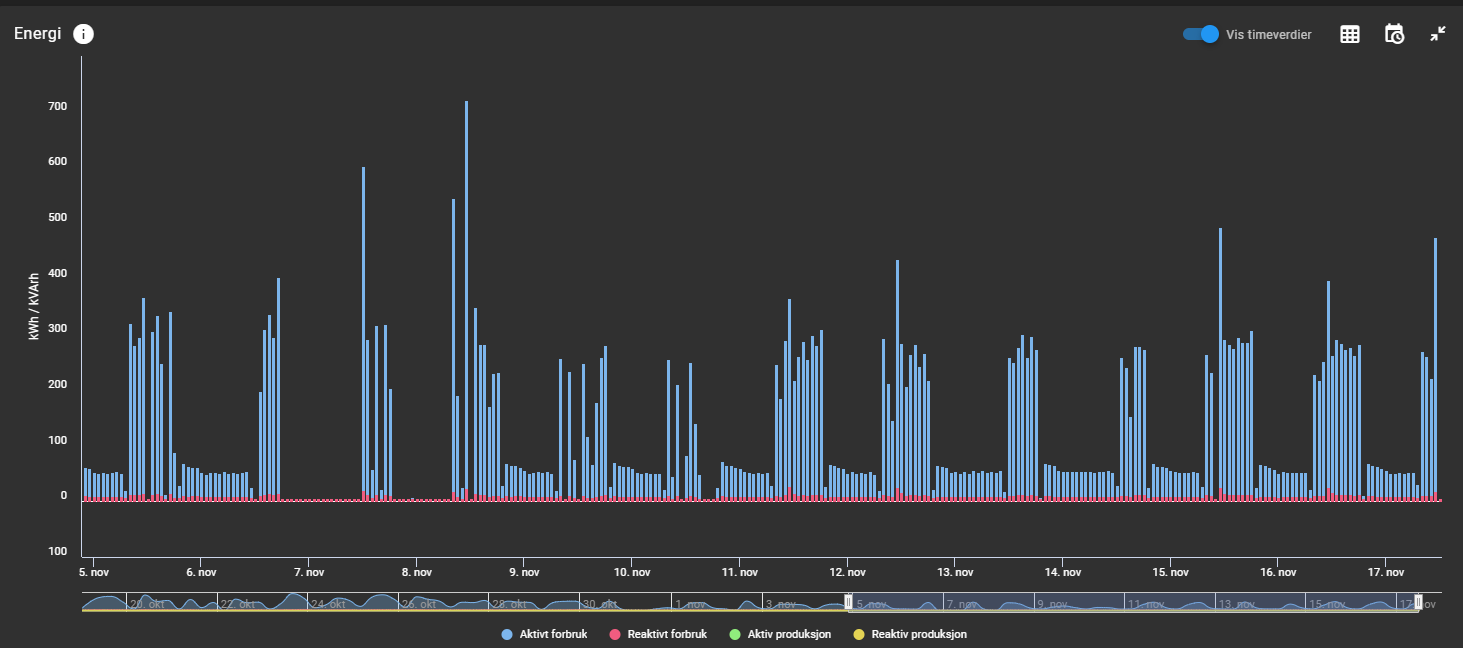 Energi i
Vis timeverdier
kWh / kVArh
700
600
500
400
300
200
100
0
100
5. nov 6. nov 7. nov 8. nov 9. nov 10. nov 11. nov 12. nov 13. nov 14. nov 15. nov 16. nov 17. nov
20. okt 22. okt 24. okt 26. okt 28. okt 30. okt 1. nov 3. nov 5. nov 7. nov 9. nov 11. nov 13. nov 15. nov 17. nov
Aktivt forbruk Reaktivt forbruk Aktiv produksjon Reaktiv produksjon